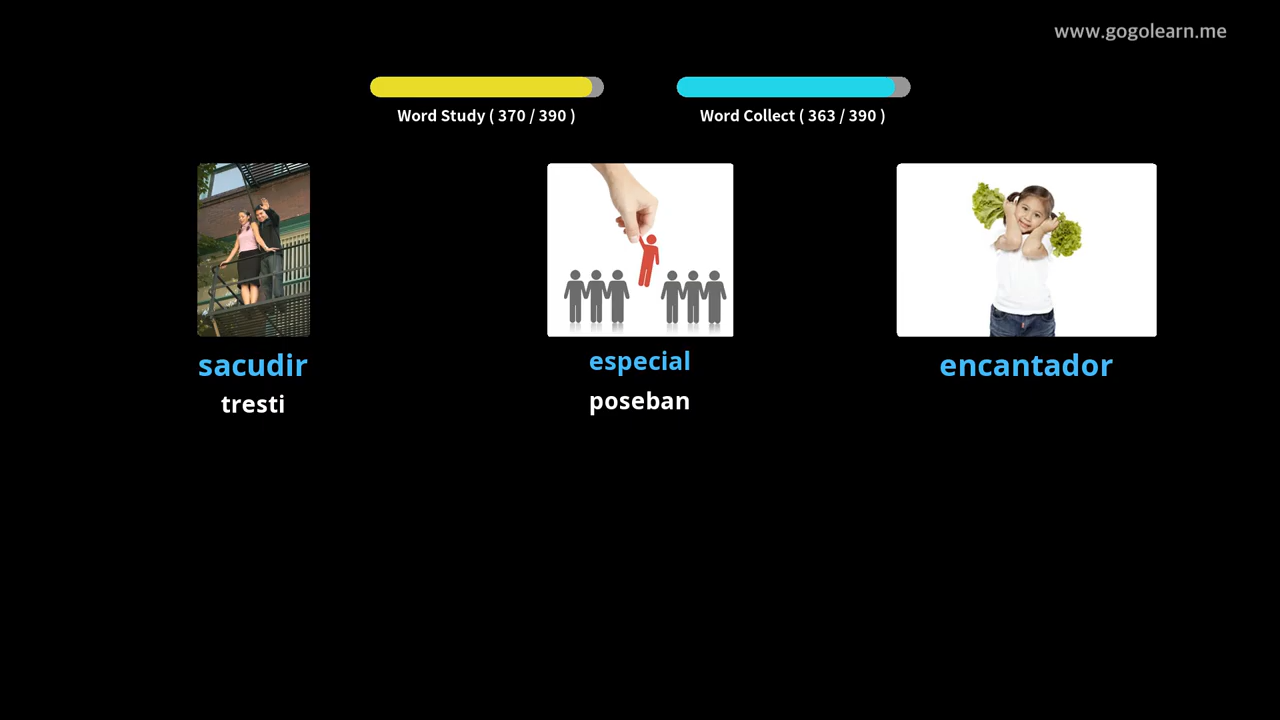 www.gogolearn.me
Word Study ( 370 / 390 )
Word Collect ( 363 / 390 )
sacudir
tresti
especial
poseban
encantador